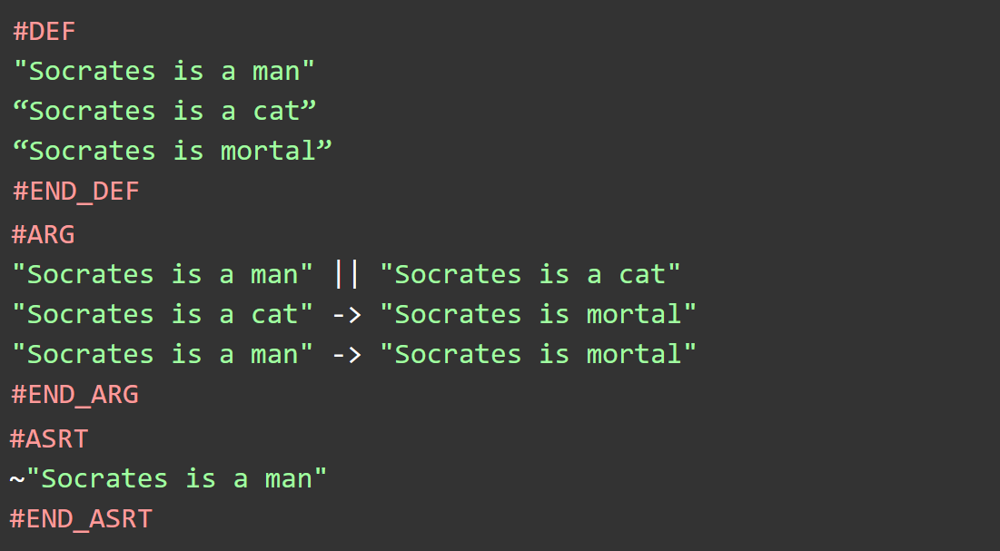 #DEF
"Socrates is a man"
“Socrates is a cat”
“Socrates is mortal”
#END_DEF
#ARG
"Socrates is a man" || "Socrates is a cat"
"Socrates is a cat" -> "Socrates is mortal"
"Socrates is a man" -> "Socrates is mortal"
#END_ARG
#ASRT
~"Socrates is a man"
#END_ASRT